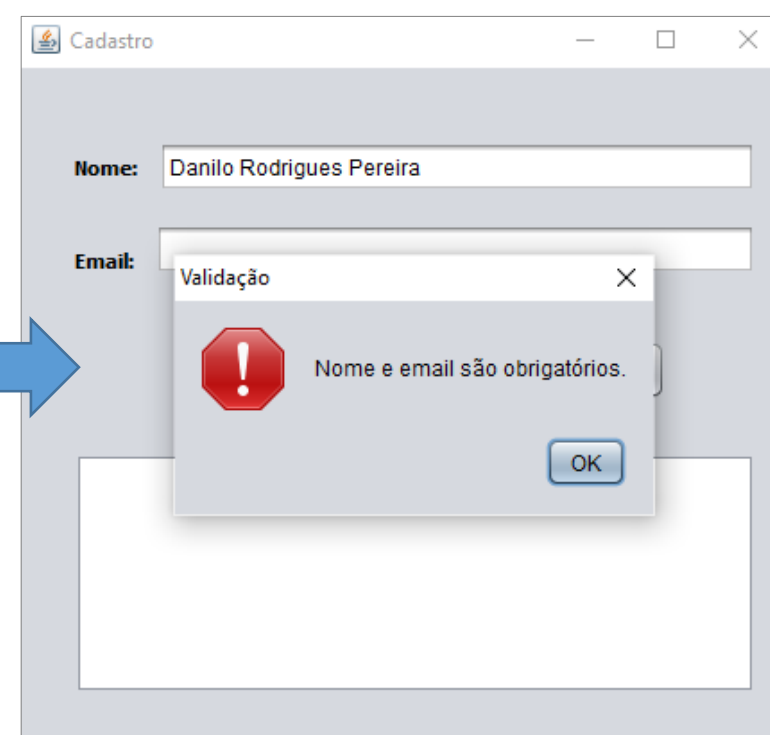 Cadastro
Nome: Danilo Rodrigues Pereira
Email:
Validação
Nome e email são obrigatórios.
OK